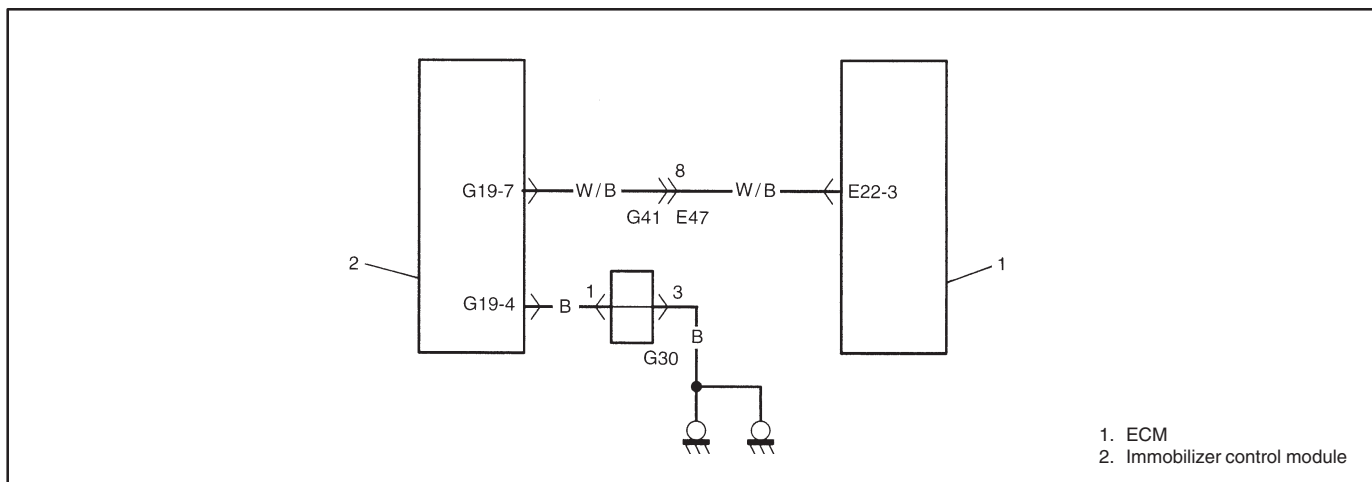 8
G19-7 W/B W/B E22-3
G41 E47
2 1
G19-4 B 1 3
B
G30
1. ECM
2. Immobilizer control module